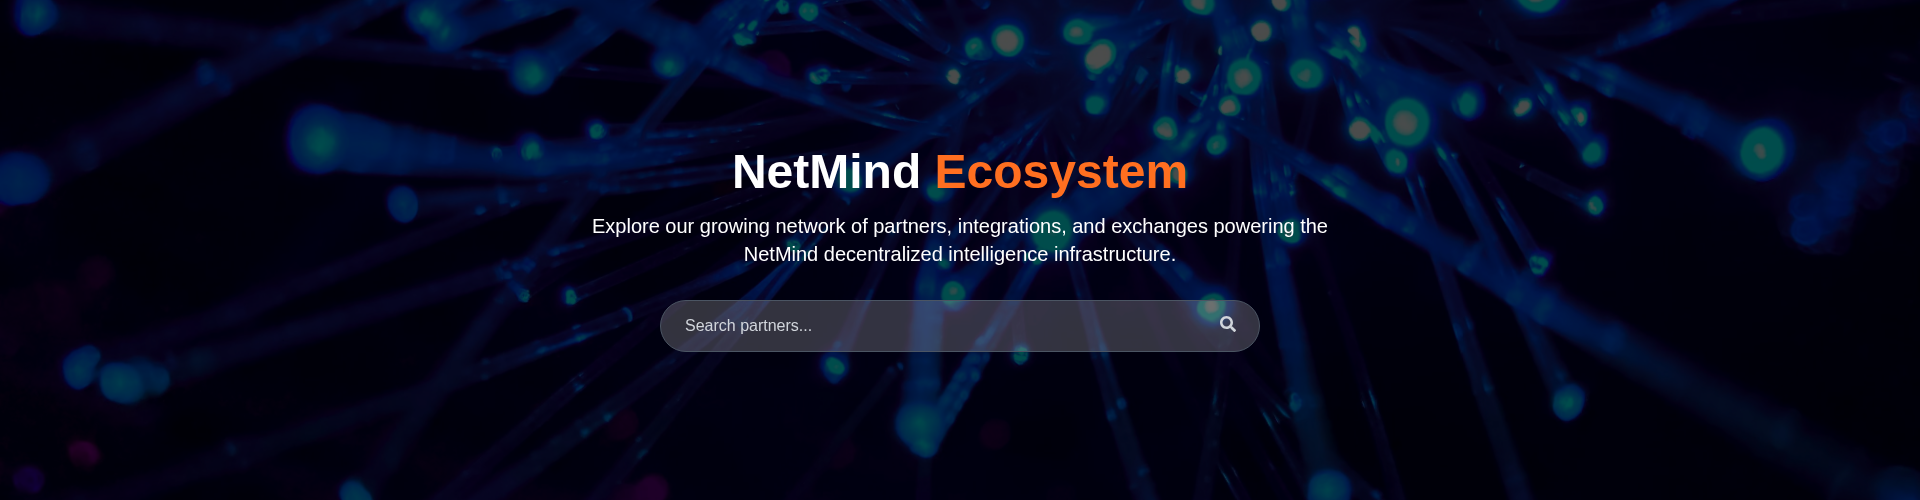 NetMind Ecosystem
Explore our growing network of partners, integrations, and exchanges powering the
NetMind decentralized intelligence infrastructure.
Search partners...